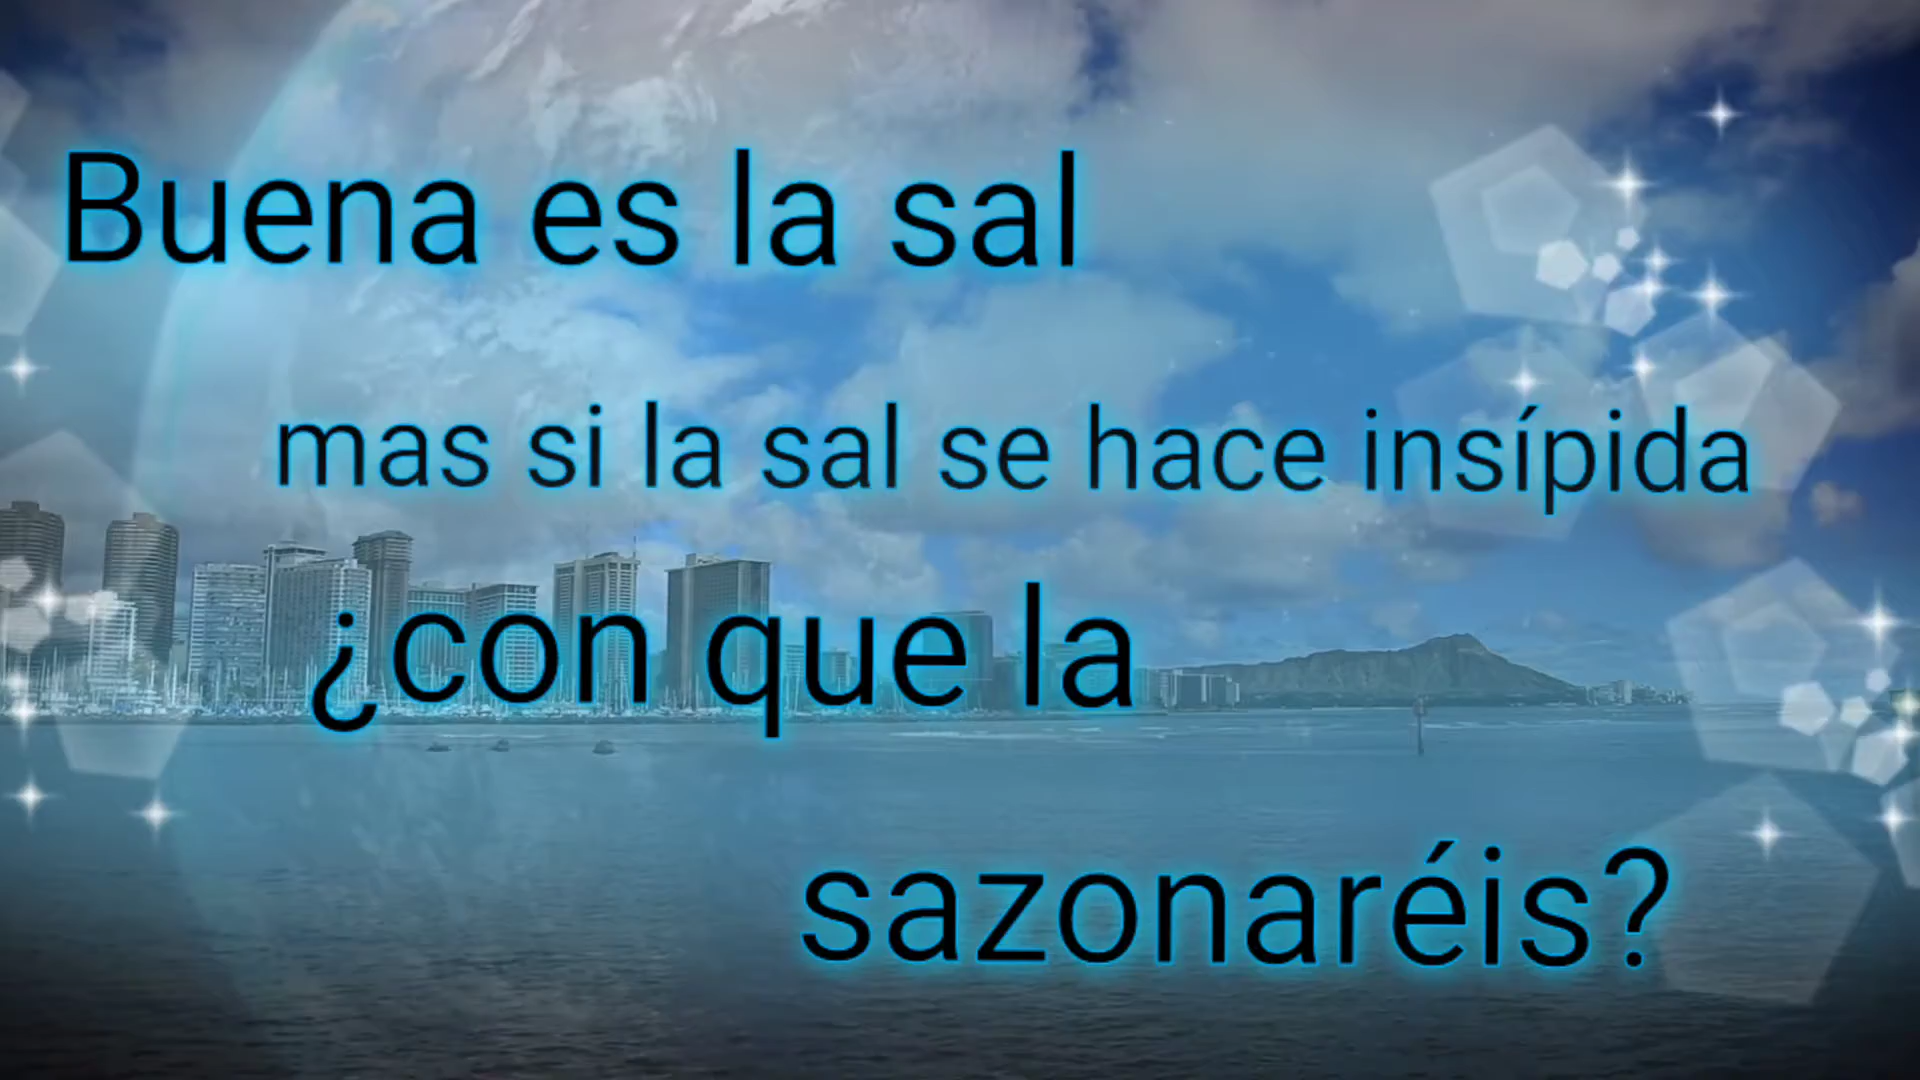 Buena es la sal
mas si la sal se hace insípida
¿con que la
sazonaréis?